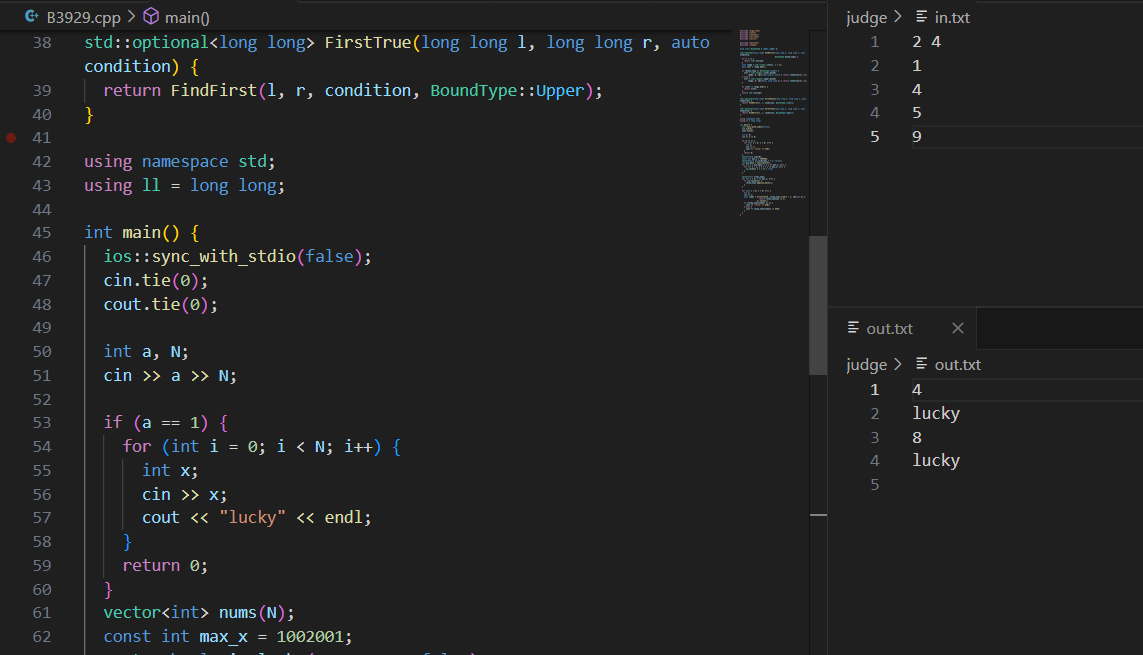 B3929.cpp > main()
38 std::optional<long long> FirstTrue(long long l, long long r, auto
condition) {
39 return FindFirst(l, r, condition, BoundType::Upper);
40 }
41
42 using namespace std;
43 using ll = long long;
44
45 int main() {
46 ios::sync_with_stdio(false);
47 cin.tie(0);
48 cout.tie(0);
49
50 int a, N;
51 cin >> a >> N;
52
53 if (a == 1) {
54 for (int i = 0; i < N; i++) {
55 int x;
56 cin >> x;
57 cout << "lucky" << endl;
58 }
59 return 0;
60 }
61 vector<int> nums(N);
62 const int max_x = 1002001;
judge > in.txt
1 2 4
2 1
3 4
4 5
5 9
out.txt
judge > out.txt
1 4
2 lucky
3 8
4 lucky
5